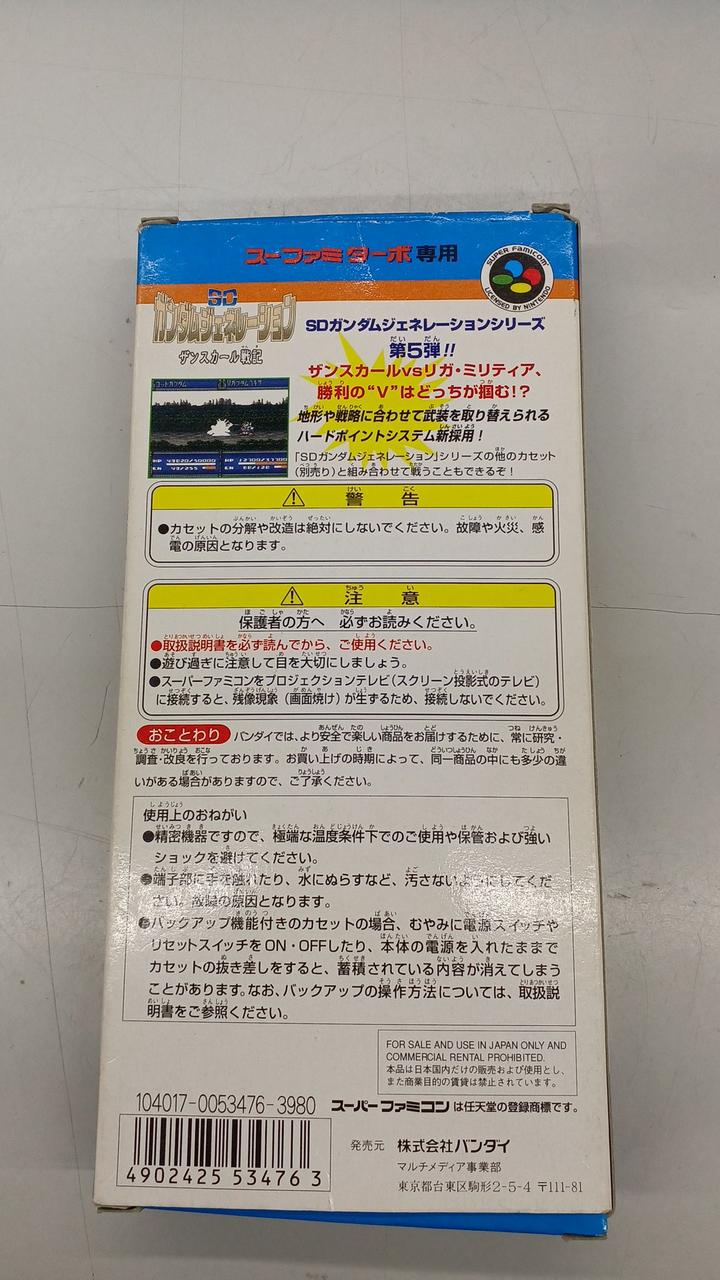 スーファミターボ専用
SUPER FAMICOM
LICENSED BY NINTENDO
SD
ガンダムジェネレーション
ザンスカール戦記
SDガンダムジェネレーションシリーズ
第5弾!!
ザンスカールvsリガ・ミリティア、
勝利の“V”はどっちが掴む!?
地形や戦略に合わせて武装を取り替えられる
ハードポイントシステム新採用!
「SDガンダムジェネレーション」シリーズの他のカセット
(別売り)と組み合わせて戦うこともできるぞ!
警告
●カセットの分解や改造は絶対にしないでください。故障や火災、感
電の原因となります。
注意
保護者の方へ 必ずお読みください。
●取扱説明書を必ず読んでから、ご使用ください。
●遊び過ぎに注意して目を大切にしましょう。
●スーパーファミコンをプロジェクションテレビ(スクリーン投影式のテレビ)
に接続すると、残像現象(画面焼け)が生ずるため、接続しないでください。
おことわり バンダイでは、より安全で楽しい商品をお届けするために、常に研究・
調査・改良を行っております。お買い上げの時期によって、同一商品の中にも多少の違
いがある場合がありますので、ご了承ください。
使用上のおねがい
●精密機器ですので、極端な温度条件下でのご使用や保管および強い
ショックを避けてください。
●端子部に手を触れたり、水にぬらすなど、汚さないようにしてくだ
さい。故障の原因となります。
●バックアップ機能付きのカセットの場合、むやみに電源スイッチや
リセットスイッチをON・OFFしたり、本体の電源を入れたままで
カセットの抜き差しをすると、蓄積されている内容が消えてしまう
ことがあります。なお、バックアップの操作方法については、取扱説
明書をご参照ください。
FOR SALE AND USE IN JAPAN ONLY AND
COMMERCIAL RENTAL PROHIBITED.
本品は日本国内だけの販売および使用とし、
また商業目的の賃貸は禁止されています。
104017-0053476-3980
スーパーファミコンは任天堂の登録商標です。
4902425 534763
発売元 株式会社バンダイ
マルチメディア事業部
東京都台東区駒形2-5-4 〒111-81